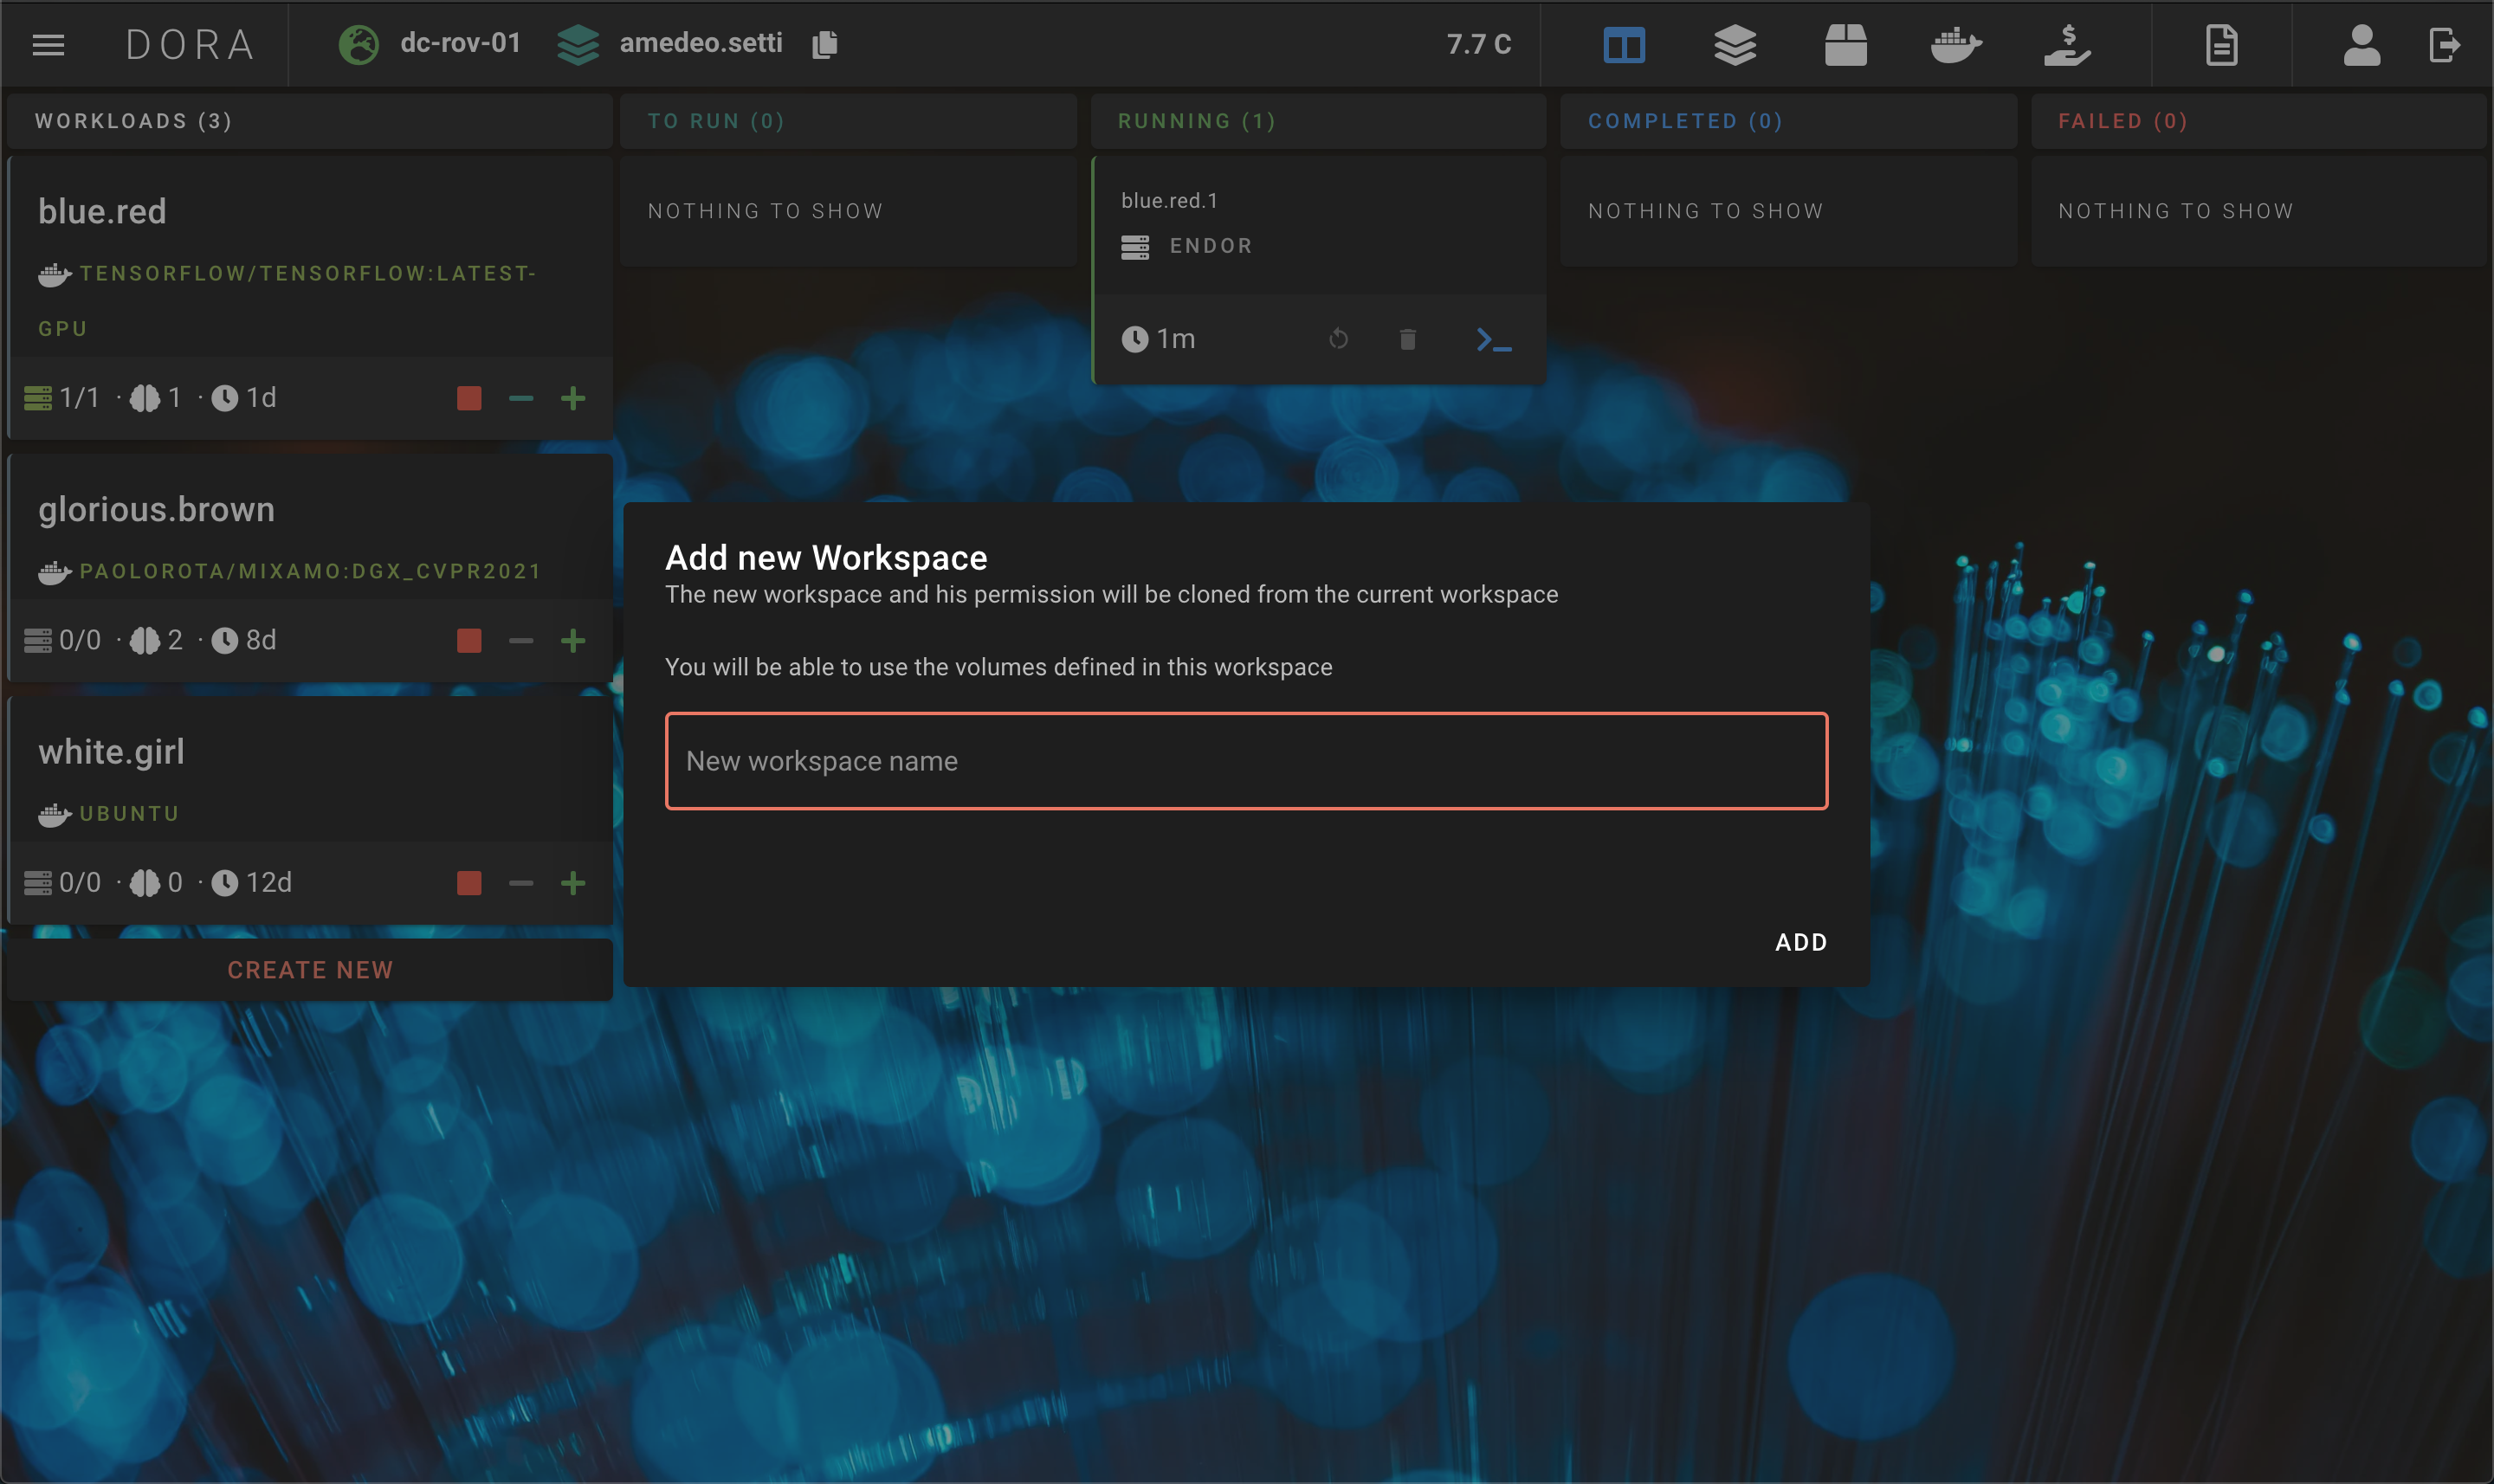 DORA
dc-rov-01
amedeo.setti
7.7 C
WORKLOADS (3)
TO RUN (0)
RUNNING (1)
COMPLETED (0)
FAILED (0)
blue.red
TENSORFLOW/TENSORFLOW:LATEST-
GPU
1/1 · 1 · 1d
NOTHING TO SHOW
blue.red.1
ENDOR
1m
NOTHING TO SHOW
NOTHING TO SHOW
glorious.brown
PAOLOROTA/MIXAMO:DGX_CVPR2021
0/0 · 2 · 8d
white.girl
UBUNTU
0/0 · 0 · 12d
CREATE NEW
Add new Workspace
The new workspace and his permission will be cloned from the current workspace
You will be able to use the volumes defined in this workspace
New workspace name
ADD